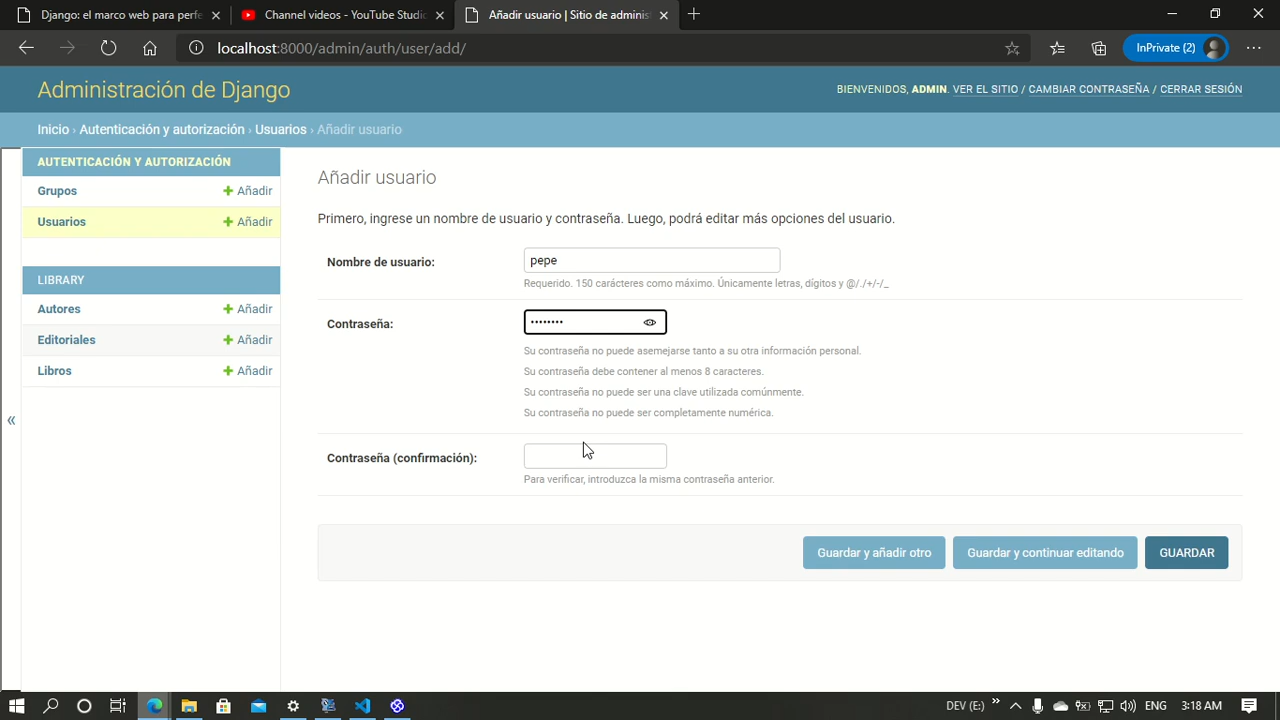 Django: el marco web para perfe
Channel videos - YouTube Studio
Añadir usuario | Sitio de adminis
localhost:8000/admin/auth/user/add/
InPrivate (2)
Administración de Django
BIENVENIDOS, ADMIN. VER EL SITIO / CAMBIAR CONTRASEÑA / CERRAR SESIÓN
Inicio › Autenticación y autorización › Usuarios › Añadir usuario
AUTENTICACIÓN Y AUTORIZACIÓN
Grupos + Añadir
Usuarios + Añadir
LIBRARY
Autores + Añadir
Editoriales + Añadir
Libros + Añadir
«
Añadir usuario
Primero, ingrese un nombre de usuario y contraseña. Luego, podrá editar más opciones del usuario.
Nombre de usuario: pepe
Requerido. 150 carácteres como máximo. Únicamente letras, dígitos y @/./+/-/_
Contraseña: ••••••••
Su contraseña no puede asemejarse tanto a su otra información personal.
Su contraseña debe contener al menos 8 caracteres.
Su contraseña no puede ser una clave utilizada comúnmente.
Su contraseña no puede ser completamente numérica.
Contraseña (confirmación):
Para verificar, introduzca la misma contraseña anterior.
Guardar y añadir otro
Guardar y continuar editando
GUARDAR
DEV (E:) » ENG 3:18 AM